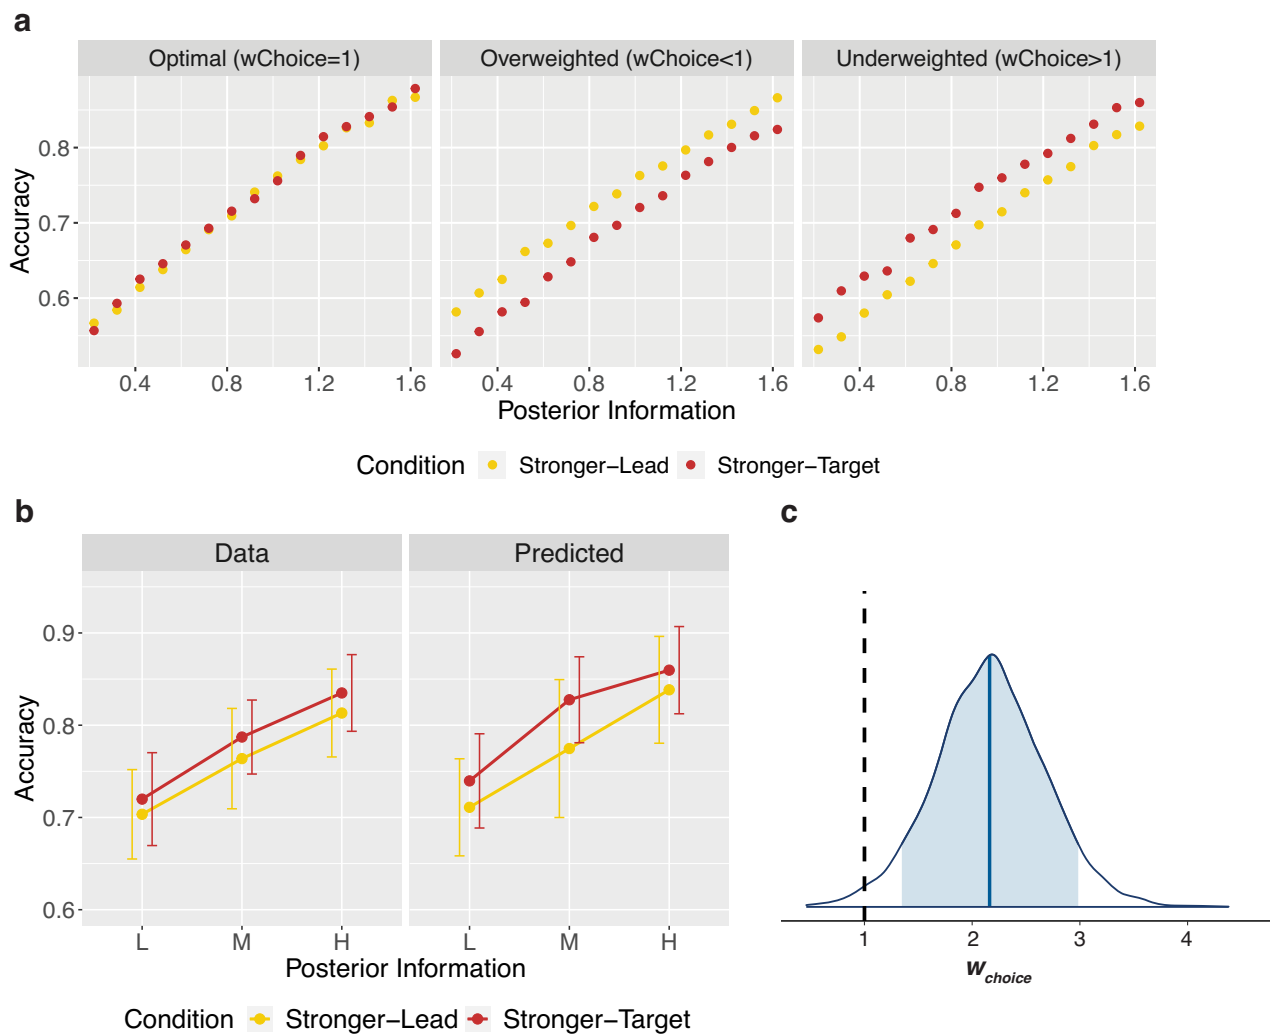 a
Optimal (wChoice=1) Overweighted (wChoice<1) Underweighted (wChoice>1)
Accuracy
0.8
0.7
0.6
0.4 0.8 1.2 1.6 0.4 0.8 1.2 1.6 0.4 0.8 1.2 1.6
Posterior Information
Condition Stronger−Lead Stronger−Target
b
Data Predicted
Accuracy
0.9
0.8
0.7
0.6
L M H L M H
Posterior Information
Condition Stronger−Lead Stronger−Target
c
1 2 3 4
wchoice